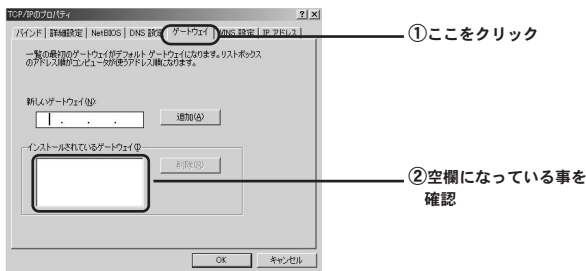 TCP/IPのプロパティ
バインド 詳細設定 NetBIOS DNS 設定 ゲートウェイ WINS 設定 IP アドレス
①ここをクリック
一覧の最初のゲートウェイがデフォルト ゲートウェイになります。リストボックス
のアドレス順がコンピュータが使うアドレス順になります。
新しいゲートウェイ(N):
. . .
追加(A)
インストールされているゲートウェイ(I)
削除(R)
②空欄になっている事を
確認
OK キャンセル